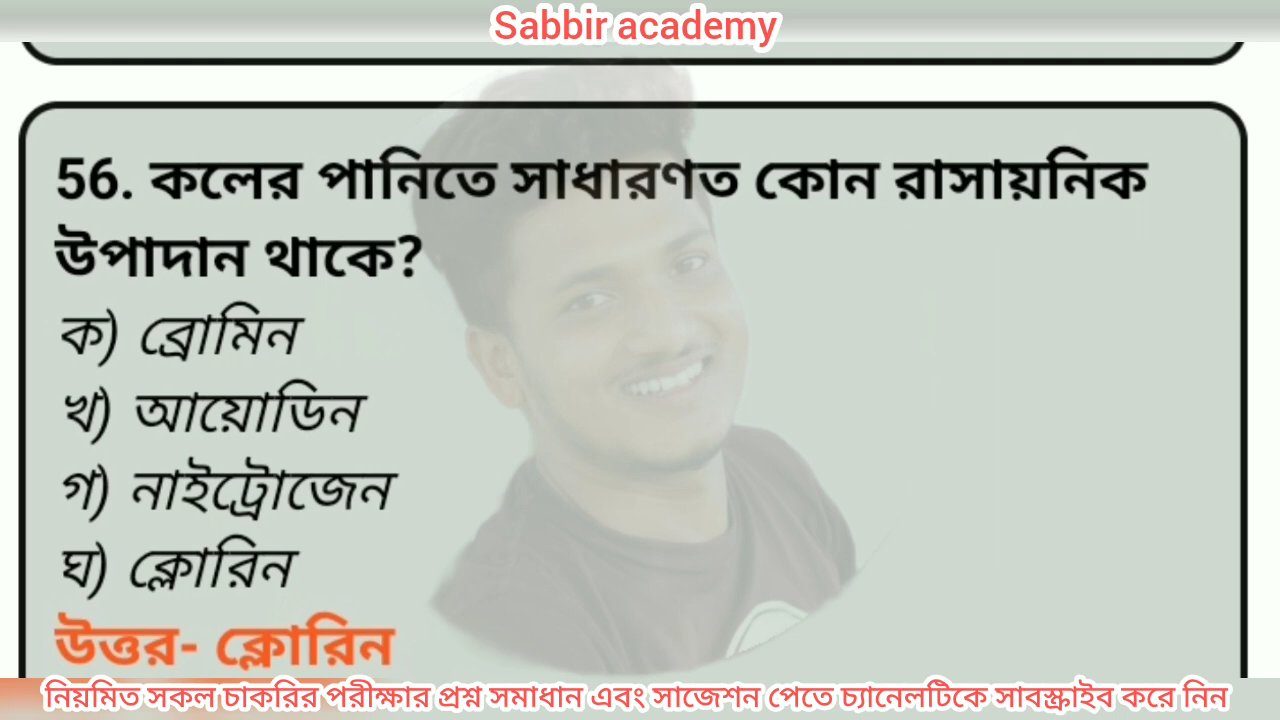 Sabbir academy
56. কলের পানিতে সাধারণত কোন রাসায়নিক
উপাদান থাকে?
ক) ব্রোমিন
খ) আয়োডিন
গ) নাইট্রোজেন
ঘ) ক্লোরিন
উত্তর- ক্লোরিন
নিয়মিত সকল চাকরির পরীক্ষার প্রশ্ন সমাধান এবং সাজেশন পেতে চ্যানেলটিকে সাবস্ক্রাইব করে নিন